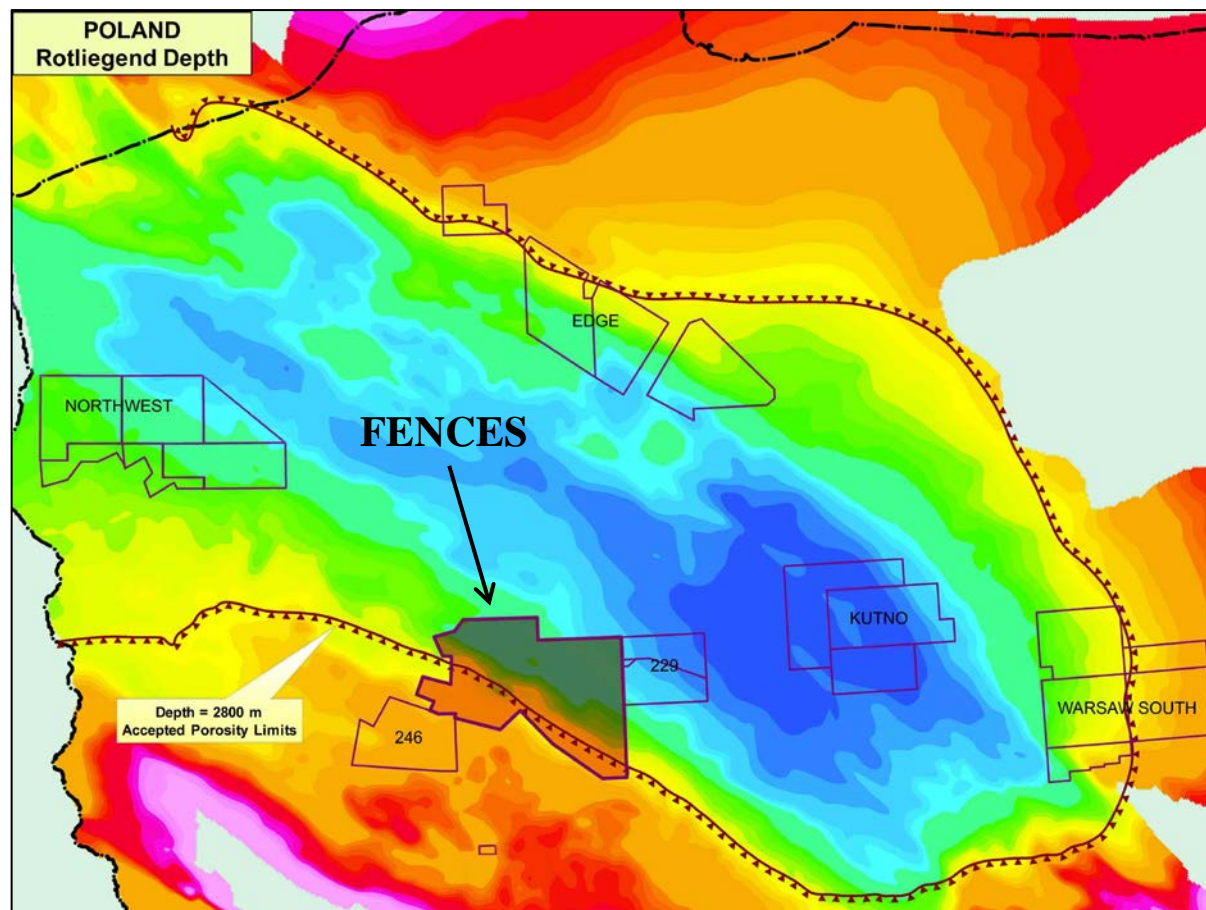 POLAND
Rotliegend Depth
EDGE
NORTHWEST
FENCES
KUTNO
229
WARSAW SOUTH
Depth = 2800 m
Accepted Porosity Limits
246